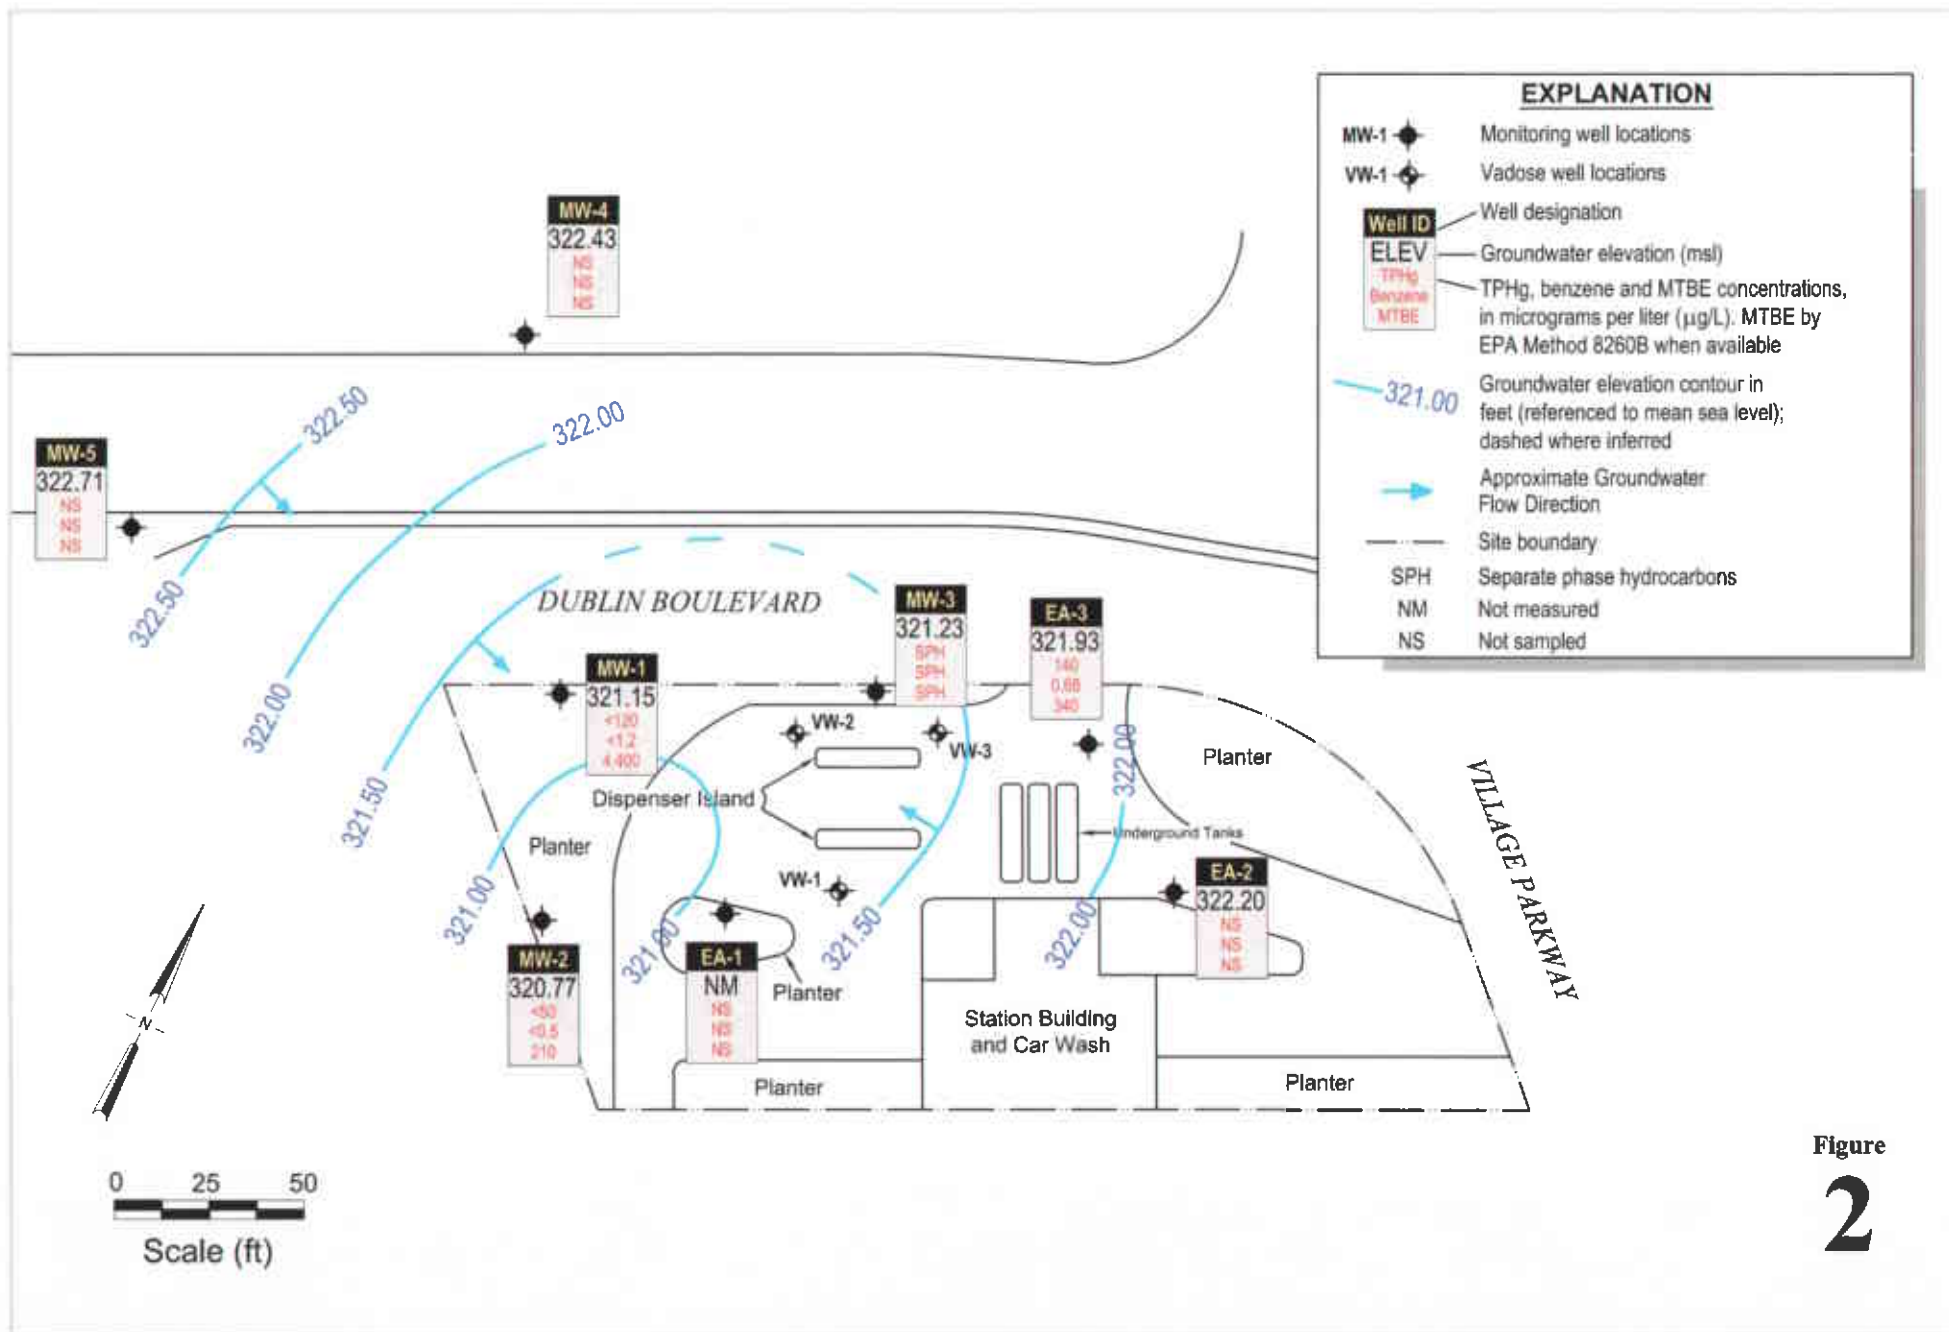 EXPLANATION
MW-1 Monitoring well locations
VW-1 Vadose well locations
Well ID Well designation
ELEV Groundwater elevation (msl)
TPHg
Benzene
MTBE
TPHg, benzene and MTBE concentrations,
in micrograms per liter (µg/L). MTBE by
EPA Method 8260B when available
321.00 Groundwater elevation contour in
feet (referenced to mean sea level);
dashed where inferred
Approximate Groundwater
Flow Direction
Site boundary
SPH Separate phase hydrocarbons
NM Not measured
NS Not sampled
MW-4
322.43
NS
NS
NS
322.50
322.00
MW-5
322.71
NS
NS
NS
322.50
322.00
321.50
DUBLIN BOULEVARD
MW-1
321.15
<120
<1.2
4,400
MW-3
321.23
SPH
SPH
SPH
EA-3
321.93
140
0.66
340
VW-2
VW-3
322.00
Planter
VILLAGE PARKWAY
Dispenser Island
Underground Tanks
Planter
VW-1
321.00
321.00
321.50
322.00
EA-2
322.20
NS
NS
NS
MW-2
320.77
<50
<0.5
210
EA-1
NM
NS
NS
NS
Planter
Station Building
and Car Wash
Planter
Planter
N
0 25 50
Scale (ft)
Figure
2